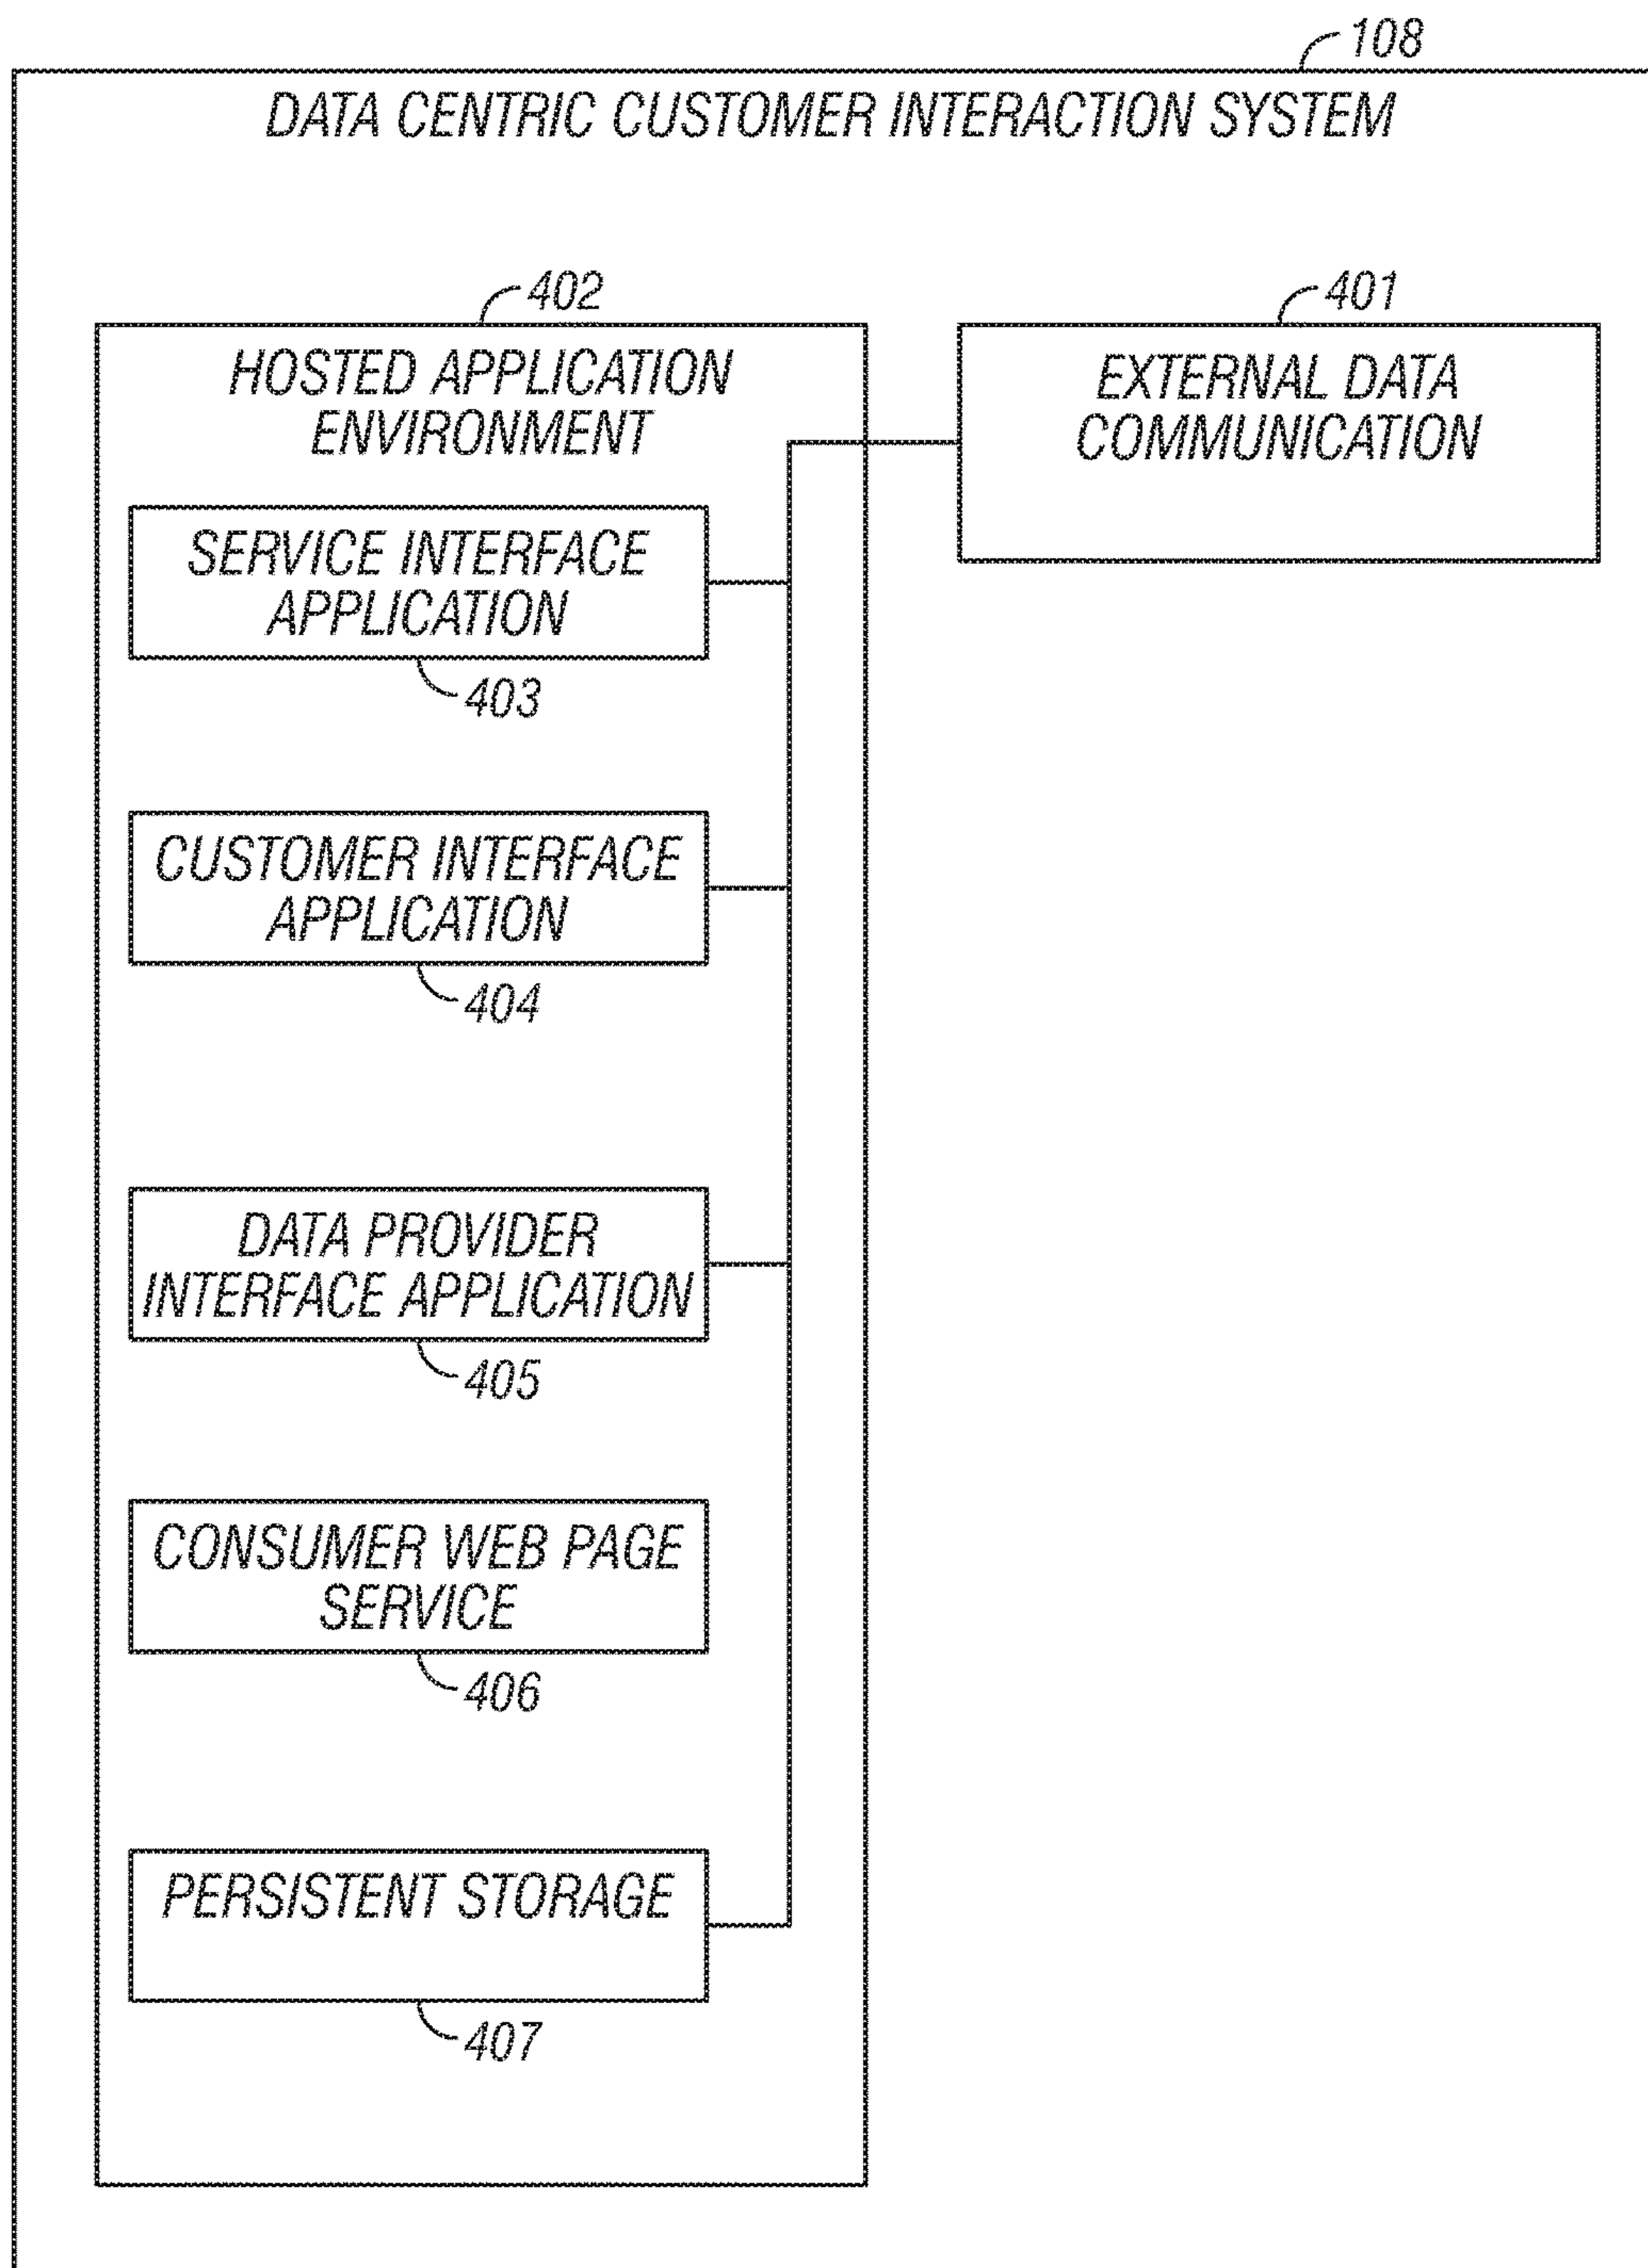 108
DATA CENTRIC CUSTOMER INTERACTION SYSTEM
402
HOSTED APPLICATION
ENVIRONMENT
401
EXTERNAL DATA
COMMUNICATION
SERVICE INTERFACE
APPLICATION
403
CUSTOMER INTERFACE
APPLICATION
404
DATA PROVIDER
INTERFACE APPLICATION
405
CONSUMER WEB PAGE
SERVICE
406
PERSISTENT STORAGE
407